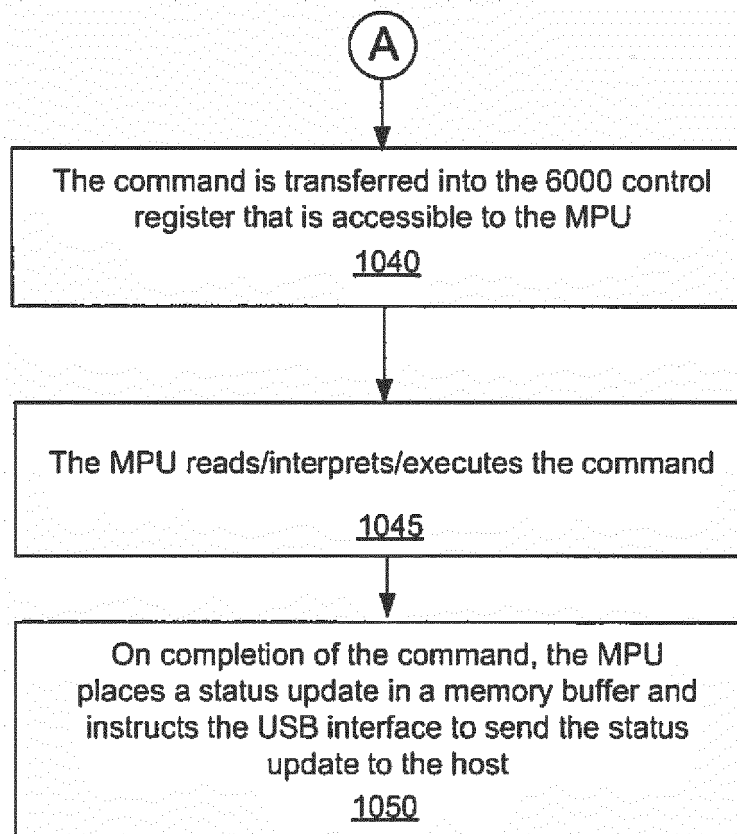 A
The command is transferred into the 6000 control
register that is accessible to the MPU
1040
The MPU reads/interprets/executes the command
1045
On completion of the command, the MPU
places a status update in a memory buffer and
instructs the USB interface to send the status
update to the host
1050